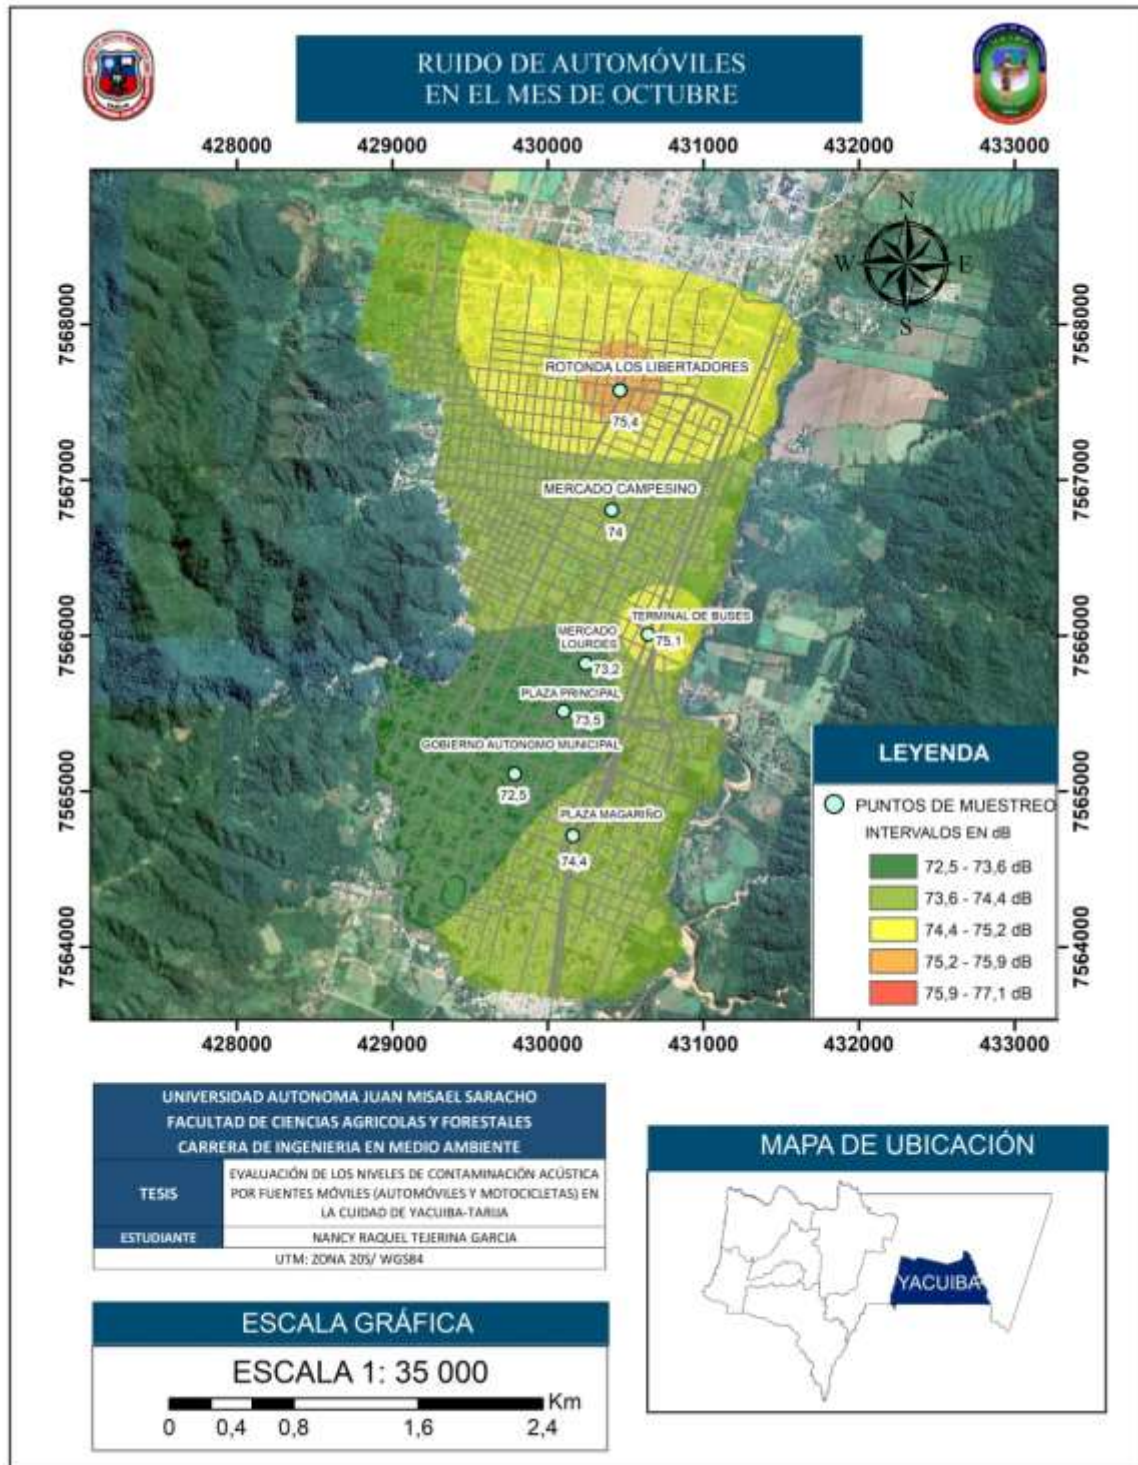 RUIDO DE AUTOMÓVILES
EN EL MES DE OCTUBRE
428000 429000 430000 431000 432000 433000
N
W E
S
7568000 7568000
ROTONDA LOS LIBERTADORES
75,4
7567000 7567000
MERCADO CAMPESINO
74
7566000 7566000
TERMINAL DE BUSES
75,1
MERCADO
LOURDES
73,2
PLAZA PRINCIPAL
73,5
GOBIERNO AUTONOMO MUNICIPAL
72,5
7565000 7565000
PLAZA MAGARIÑO
74,4
7564000 7564000
LEYENDA
PUNTOS DE MUESTREO
INTERVALOS EN dB
72,5 - 73,6 dB
73,6 - 74,4 dB
74,4 - 75,2 dB
75,2 - 75,9 dB
75,9 - 77,1 dB
428000 429000 430000 431000 432000 433000
UNIVERSIDAD AUTONOMA JUAN MISAEL SARACHO
FACULTAD DE CIENCIAS AGRICOLAS Y FORESTALES
CARRERA DE INGENIERIA EN MEDIO AMBIENTE
TESIS
EVALUACIÓN DE LOS NIVELES DE CONTAMINACIÓN ACÚSTICA
POR FUENTES MÓVILES (AUTOMÓVILES Y MOTOCICLETAS) EN
LA CUIDAD DE YACUIBA-TARIJA
ESTUDIANTE NANCY RAQUEL TEJERINA GARCIA
UTM: ZONA 20S/ WGS84
MAPA DE UBICACIÓN
YACUIBA
ESCALA GRÁFICA
ESCALA 1: 35 000
Km
0 0,4 0,8 1,6 2,4